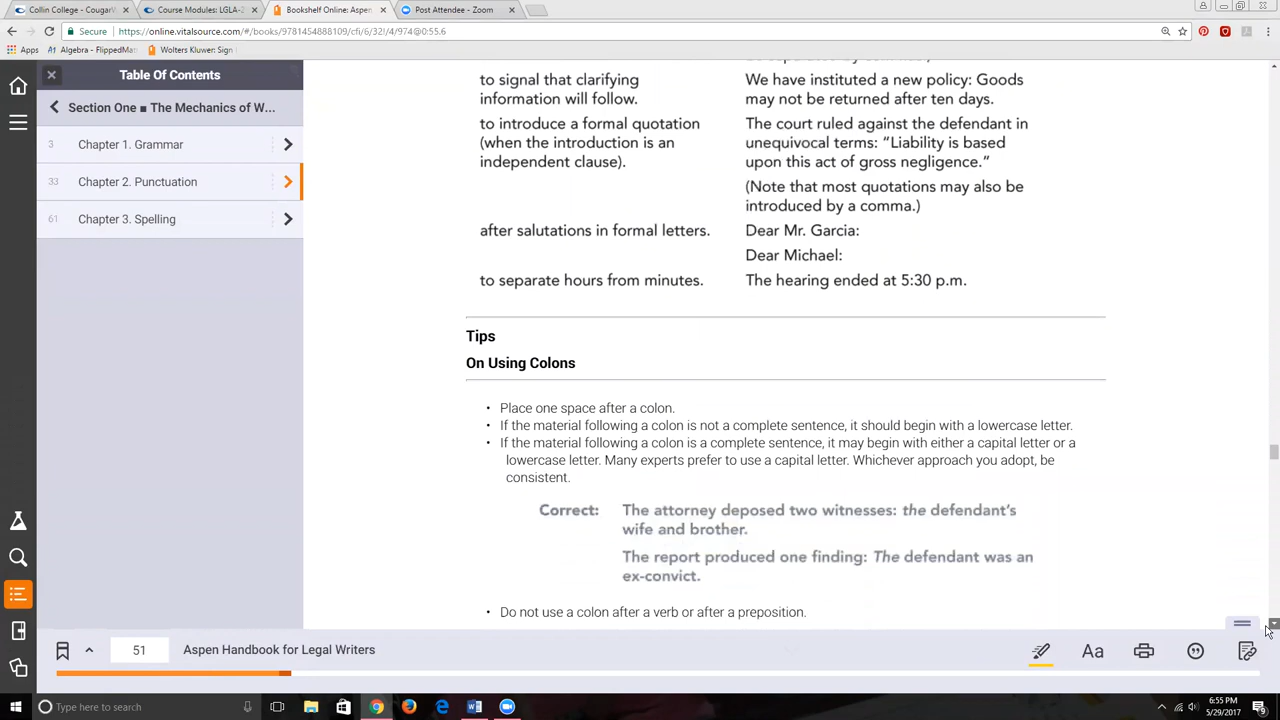 Collin College - CougarW
Course Modules: LGLA-2
Bookshelf Online: Aspen
Post Attendee - Zoom
Secure
https://online.vitalsource.com/#/books/9781454888109/cfi/6/32!/4/974@0:55.6
Apps
Algebra - FlippedMat
Wolters Kluwer: Sign
Table Of Contents
Section One ■ The Mechanics of W...
3 Chapter 1. Grammar
33 Chapter 2. Punctuation
61 Chapter 3. Spelling
to signal that clarifying
information will follow.
We have instituted a new policy: Goods
may not be returned after ten days.
to introduce a formal quotation
(when the introduction is an
independent clause).
The court ruled against the defendant in
unequivocal terms: “Liability is based
upon this act of gross negligence.”
(Note that most quotations may also be
introduced by a comma.)
after salutations in formal letters.
Dear Mr. Garcia:
Dear Michael:
to separate hours from minutes.
The hearing ended at 5:30 p.m.
Tips
On Using Colons
• Place one space after a colon.
• If the material following a colon is not a complete sentence, it should begin with a lowercase letter.
• If the material following a colon is a complete sentence, it may begin with either a capital letter or a
lowercase letter. Many experts prefer to use a capital letter. Whichever approach you adopt, be
consistent.
Correct: The attorney deposed two witnesses: the defendant’s
wife and brother.
The report produced one finding: The defendant was an
ex-convict.
• Do not use a colon after a verb or after a preposition.
51
Aspen Handbook for Legal Writers
Aa
Type here to search
6:55 PM
5/29/2017